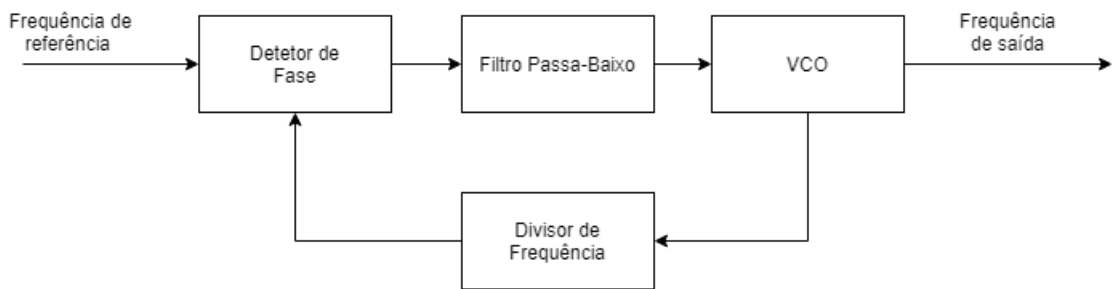 Frequência de
referência
Detetor de
Fase
Filtro Passa-Baixo
VCO
Frequência
de saída
Divisor de
Frequência